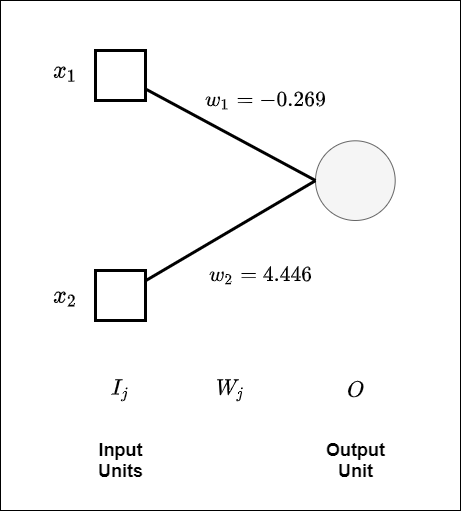 x₁
w₁ = −0.269
w₂ = 4.446
x₂
Iⱼ Wⱼ O
Input Output
Units Unit